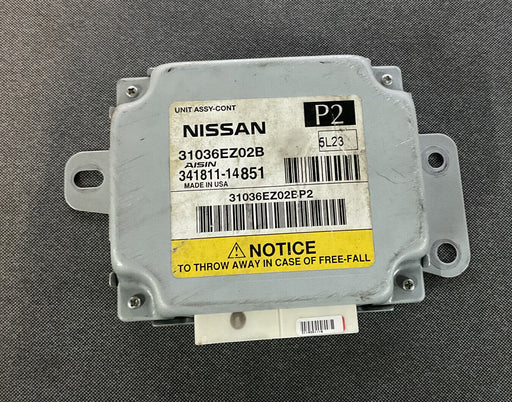 UNIT ASSY-CONT
P2
NISSAN
5L23
31036EZ02B
AISIN
341811-14851
MADE IN USA
31036EZ02BP2
⚠NOTICE
TO THROW AWAY IN CASE OF FREE-FALL